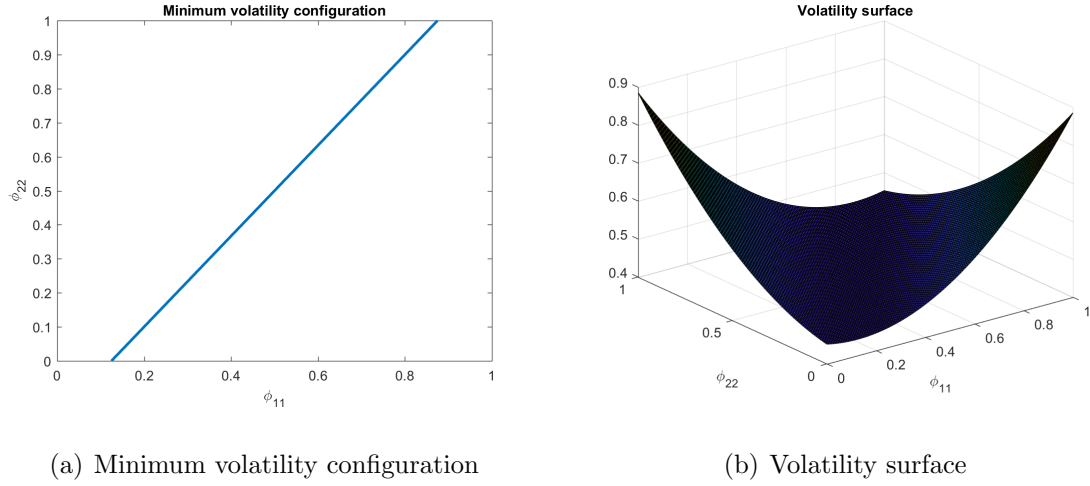 Minimum volatility configuration
1
0.9
0.8
0.7
0.6
0.5
0.4
0.3
0.2
0.1
0
0 0.2 0.4 0.6 0.8 1
ϕ22
ϕ11
Volatility surface
0.9
0.8
0.7
0.6
0.5
0.4
1
0.5
0
0 0.2 0.4 0.6 0.8 1
ϕ22
ϕ11
(a) Minimum volatility configuration
(b) Volatility surface